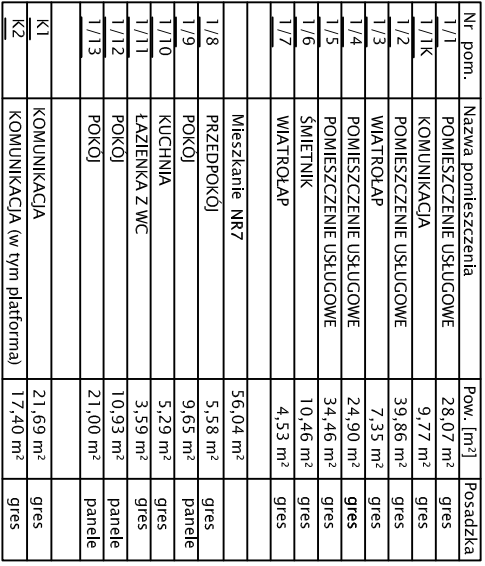 Nr pom. Nazwa pomieszczenia Pow. [m²] Posadzka
1/1 POMIESZCZENIE USŁUGOWE 28,07 m² gres
1/1K KOMUNIKACJA 9,77 m² gres
1/2 POMIESZCZENIE USŁUGOWE 39,86 m² gres
1/3 WIATROŁAP 7,35 m² gres
1/4 POMIESZCZENIE USŁUGOWE 24,90 m² gres
1/5 POMIESZCZENIE USŁUGOWE 34,46 m² gres
1/6 ŚMIETNIK 10,46 m² gres
1/7 WIATROŁAP 4,53 m² gres
Mieszkanie NR7 56,04 m²
1/8 PRZEDPOKÓJ 5,58 m² gres
1/9 POKÓJ 9,65 m² panele
1/10 KUCHNIA 5,29 m² gres
1/11 ŁAZIENKA Z WC 3,59 m² gres
1/12 POKÓJ 10,93 m² panele
1/13 POKÓJ 21,00 m² panele
K1 KOMUNIKACJA 21,69 m² gres
K2 KOMUNIKACJA (w tym platforma) 17,40 m² gres